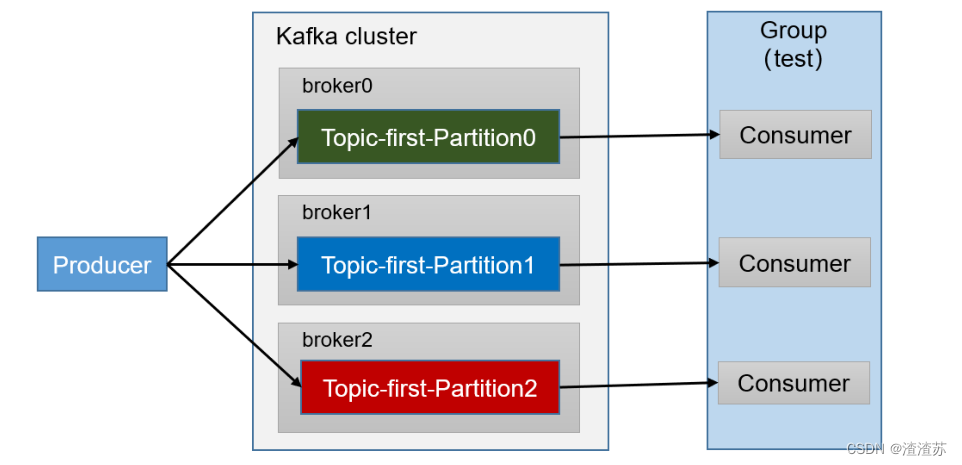 Kafka cluster
broker0
Topic-first-Partition0
broker1
Topic-first-Partition1
broker2
Topic-first-Partition2
Producer
Group
(test)
Consumer
Consumer
Consumer
CSDN @渣渣苏